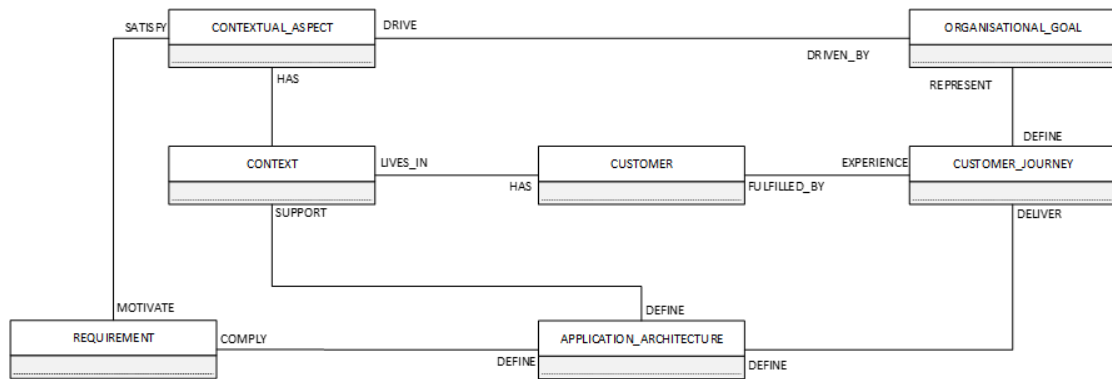 SATISFY
CONTEXTUAL_ASPECT
DRIVE
ORGANISATIONAL_GOAL
DRIVEN_BY
HAS
REPRESENT
DEFINE
CONTEXT
LIVES_IN
CUSTOMER
EXPERIENCE
CUSTOMER_JOURNEY
HAS
FULFILLED_BY
SUPPORT
DELIVER
MOTIVATE
DEFINE
REQUIREMENT
COMPLY
APPLICATION_ARCHITECTURE
DEFINE
DEFINE